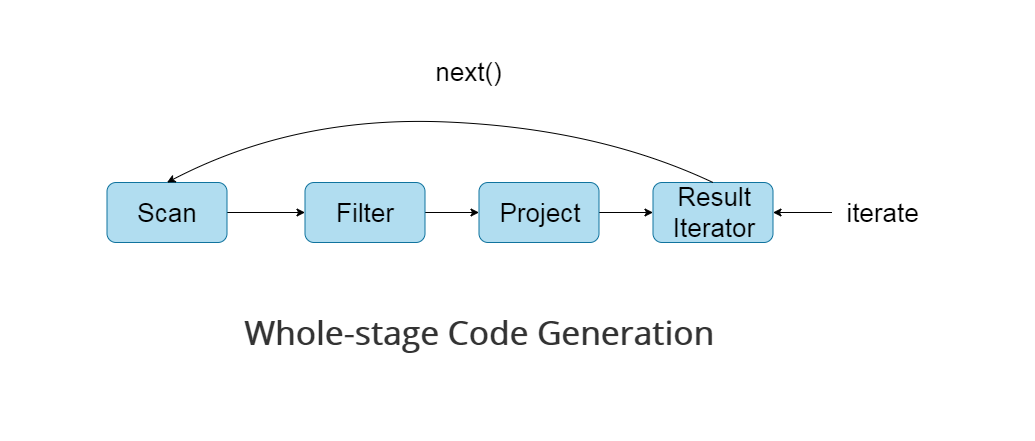 next()
Scan
Filter
Project
Result
Iterator
iterate
Whole-stage Code Generation